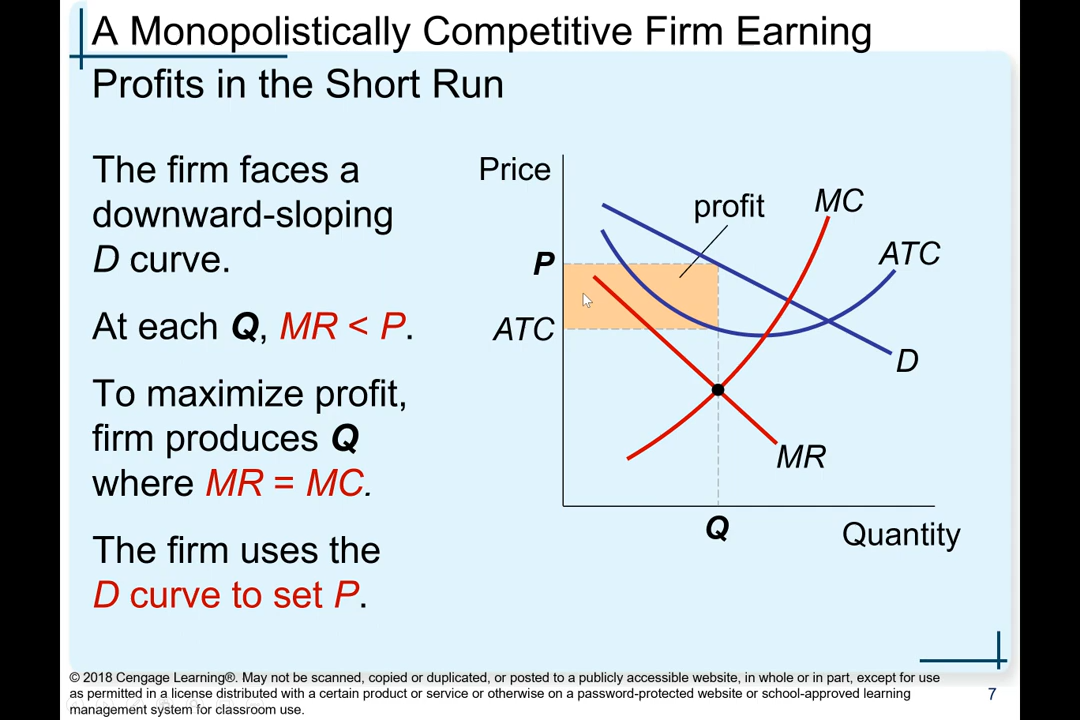 A Monopolistically Competitive Firm Earning
Profits in the Short Run
The firm faces a
downward-sloping
D curve.
At each Q, MR < P.
To maximize profit,
firm produces Q
where MR = MC.
The firm uses the
D curve to set P.
Price
profit
MC
ATC
P
ATC
D
MR
Q
Quantity
© 2018 Cengage Learning®. May not be scanned, copied or duplicated, or posted to a publicly accessible website, in whole or in part, except for use
as permitted in a license distributed with a certain product or service or otherwise on a password-protected website or school-approved learning
management system for classroom use.
7